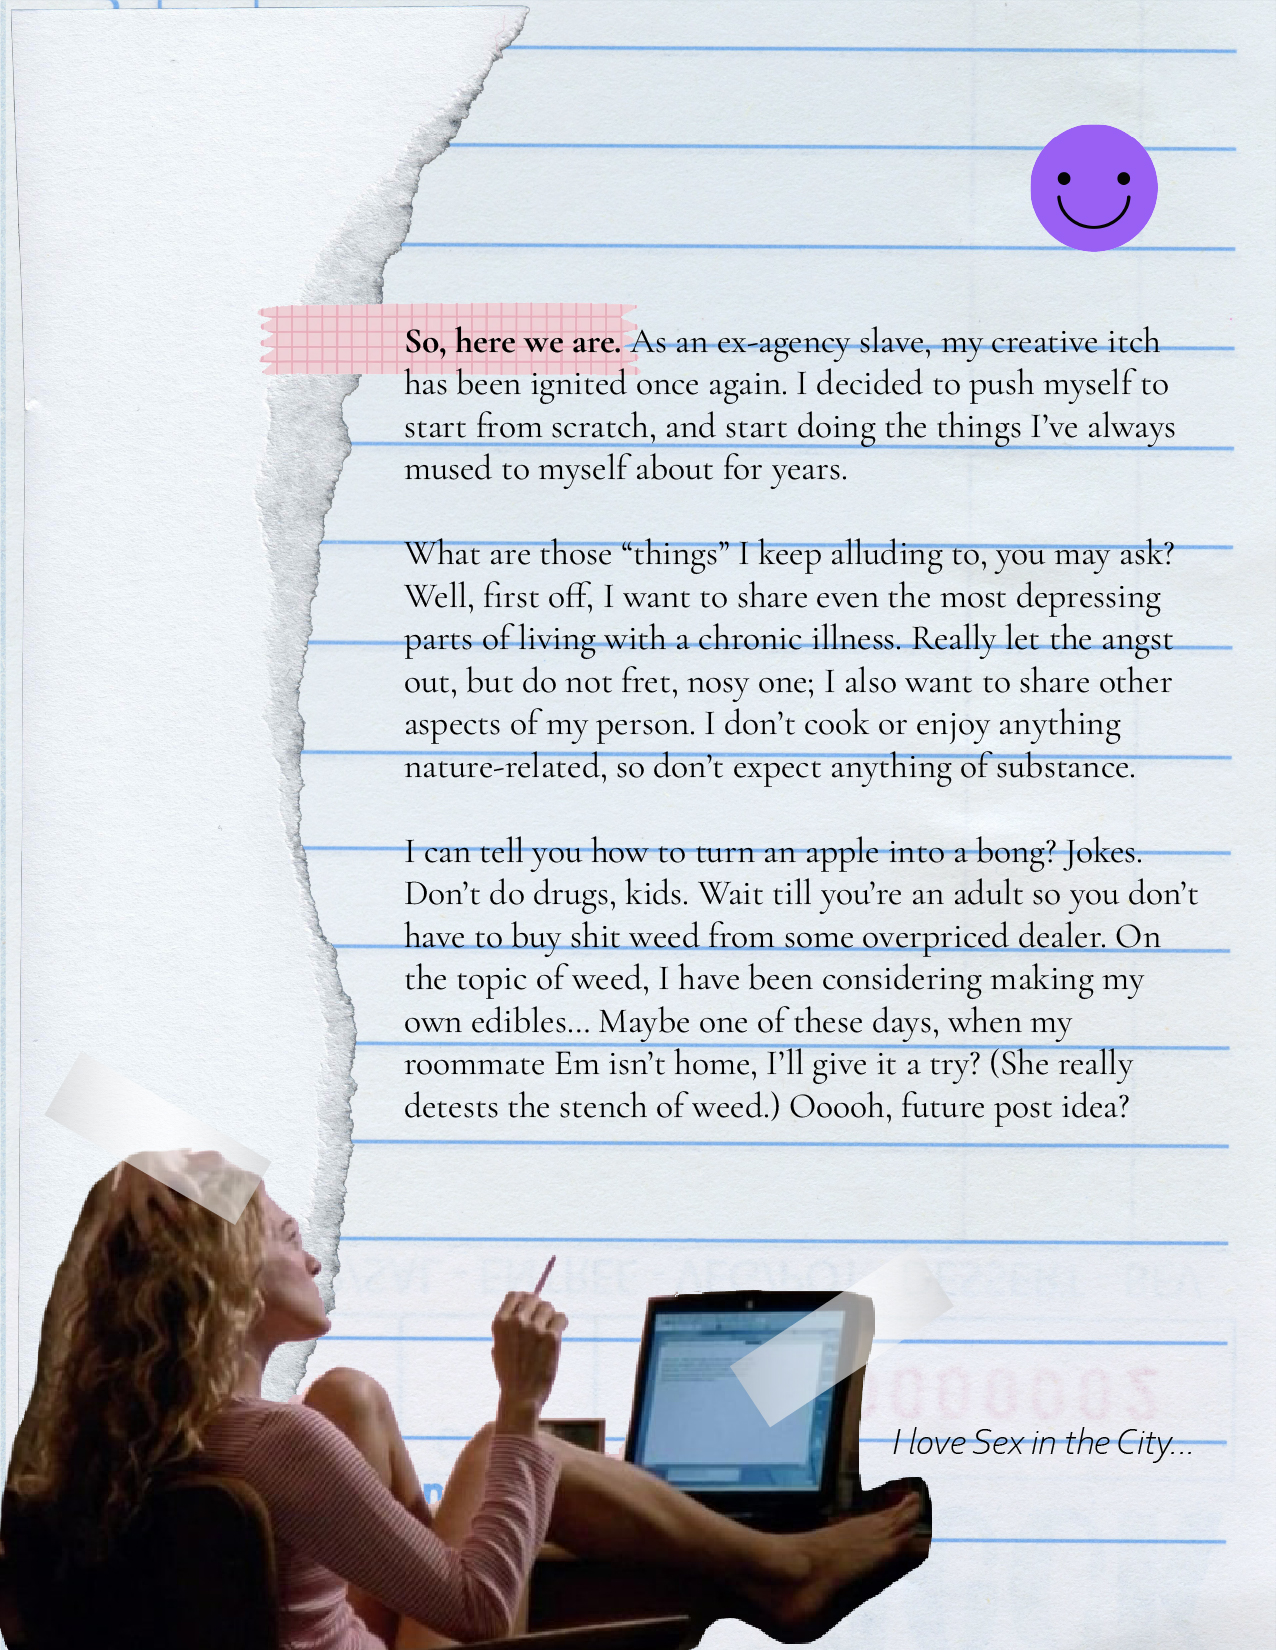 So, here we are. As an ex-agency slave, my creative itch
has been ignited once again. I decided to push myself to
start from scratch, and start doing the things I’ve always
mused to myself about for years.
What are those “things” I keep alluding to, you may ask?
Well, first off, I want to share even the most depressing
parts of living with a chronic illness. Really let the angst
out, but do not fret, nosy one; I also want to share other
aspects of my person. I don’t cook or enjoy anything
nature-related, so don’t expect anything of substance.
I can tell you how to turn an apple into a bong? Jokes.
Don’t do drugs, kids. Wait till you’re an adult so you don’t
have to buy shit weed from some overpriced dealer. On
the topic of weed, I have been considering making my
own edibles... Maybe one of these days, when my
roommate Em isn’t home, I’ll give it a try? (She really
detests the stench of weed.) Ooooh, future post idea?
I love Sex in the City...